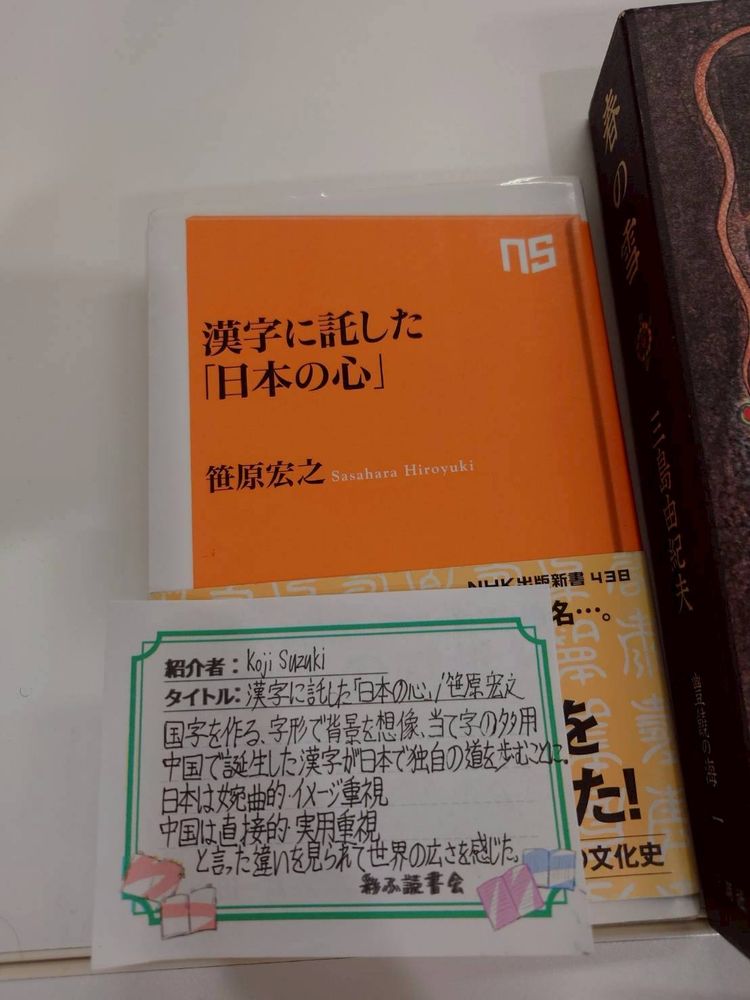 ns
漢字に託した
「日本の心」
笹原宏之 Sasahara Hiroyuki
NHK出版新書 438
名…。
を
た!
の文化史
紹介者：Koji Suzuki
タイトル：漢字に託した「日本の心」/笹原宏之
国字を作る、字形で背景を想像、当て字の多用
中国で誕生した漢字が日本で独自の道を歩むことに。
日本は婉曲的・イメージ重視
中国は直接的・実用重視
と言った違いを見られて世界の広さを感じた。
彩ふ読書会
春の雪
三島由紀夫
豊饒の海 一